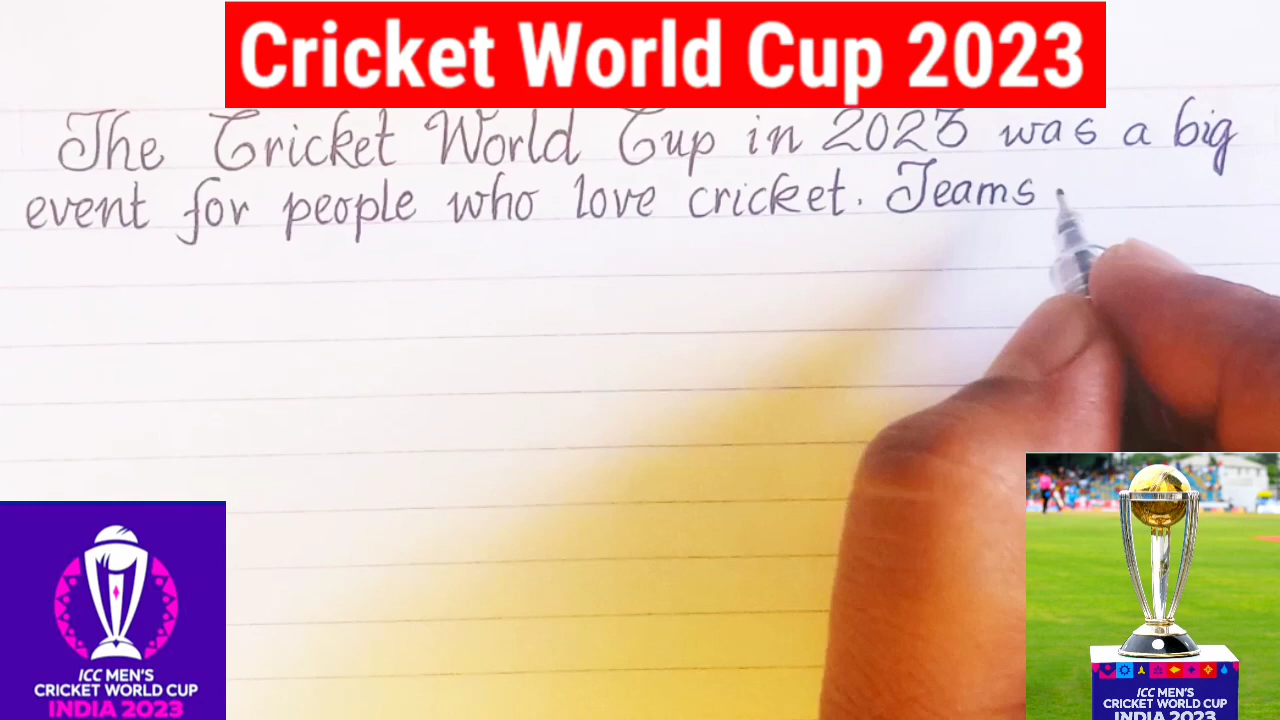 Cricket World Cup 2023
The Cricket World Cup in 2023 was a big
event for people who love cricket. Teams
ICC MEN'S
CRICKET WORLD CUP
INDIA 2023
ICC MEN'S
CRICKET WORLD CUP
INDIA 2023